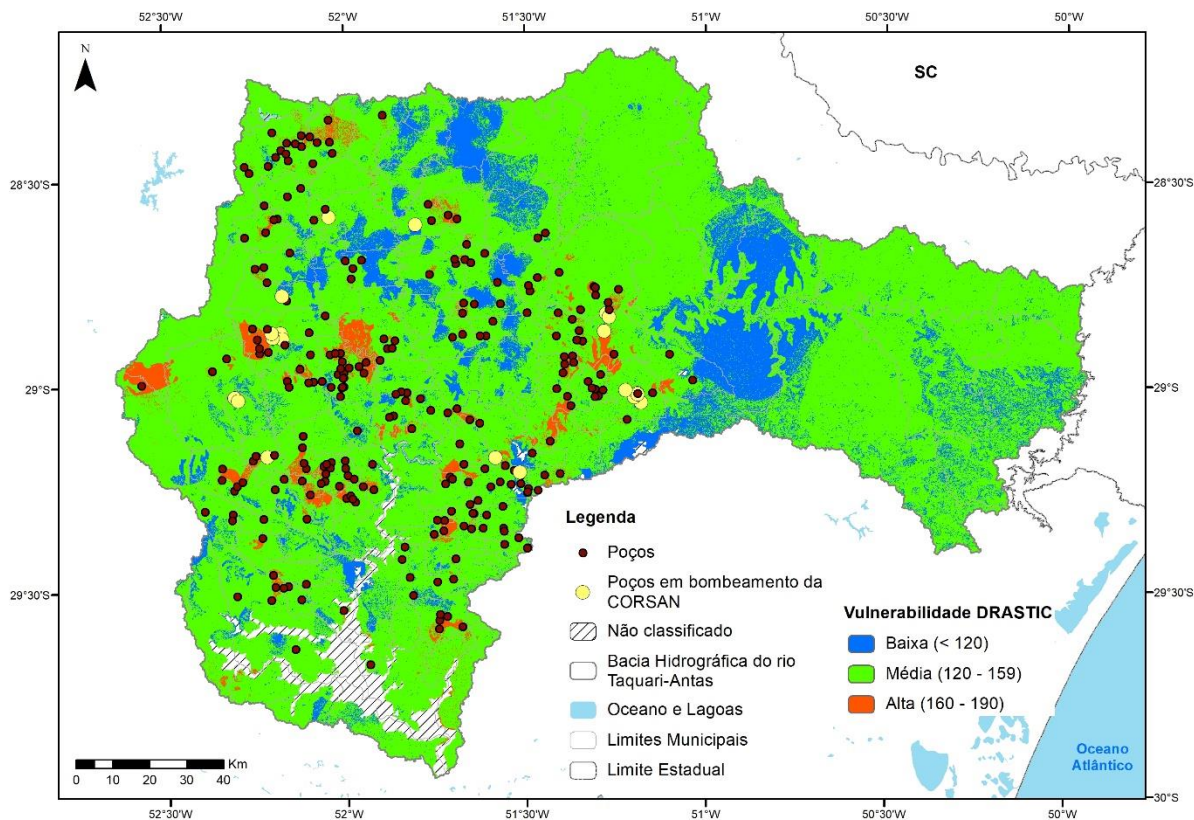 52°30'W 52°W 51°30'W 51°W 50°30'W 50°W
N
SC
28°30'S 28°30'S
29°S 29°S
29°30'S 29°30'S
30°S
Legenda
Poços
Poços em bombeamento da
CORSAN
Não classificado
Bacia Hidrográfica do rio
Taquari-Antas
Oceano e Lagoas
Limites Municipais
Limite Estadual
Vulnerabilidade DRASTIC
Baixa (< 120)
Média (120 - 159)
Alta (160 - 190)
Oceano
Atlântico
Km
0 10 20 30 40
52°30'W 52°W 51°30'W 51°W 50°30'W 50°W